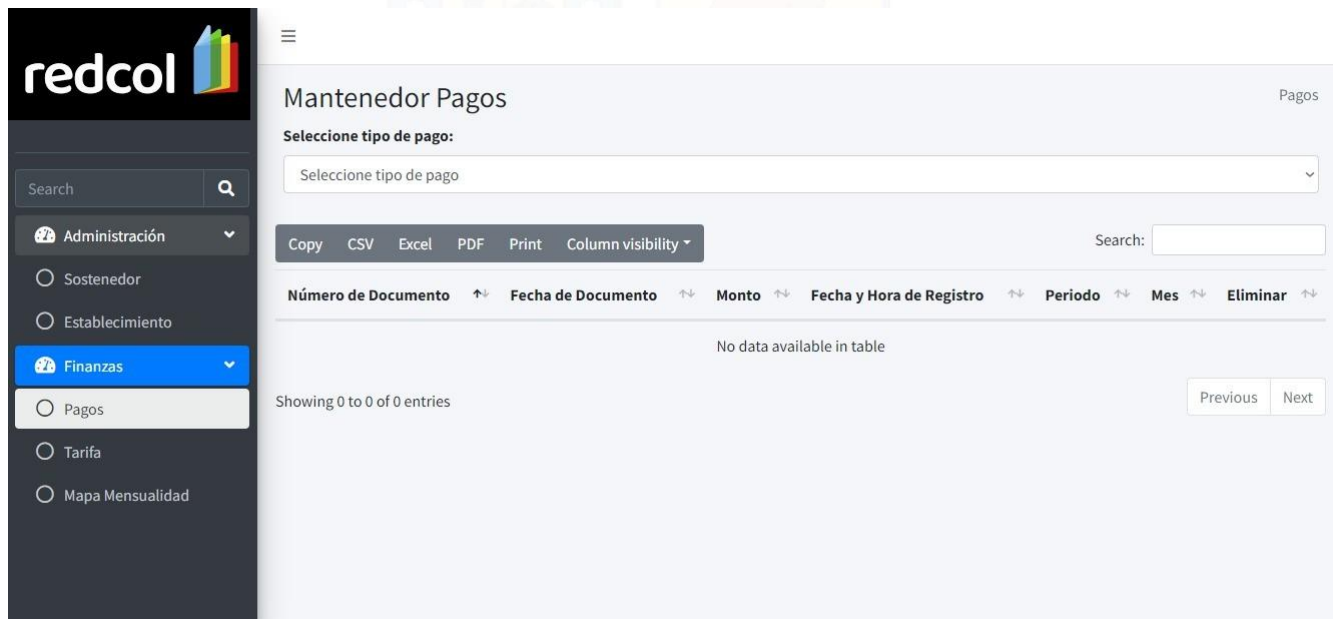 redcol
Mantenedor Pagos
Pagos
Seleccione tipo de pago:
Seleccione tipo de pago
Search
Administración
Sostenedor
Establecimiento
Finanzas
Pagos
Tarifa
Mapa Mensualidad
Copy CSV Excel PDF Print Column visibility
Search:
Número de Documento Fecha de Documento Monto Fecha y Hora de Registro Periodo Mes Eliminar
No data available in table
Showing 0 to 0 of 0 entries
Previous Next